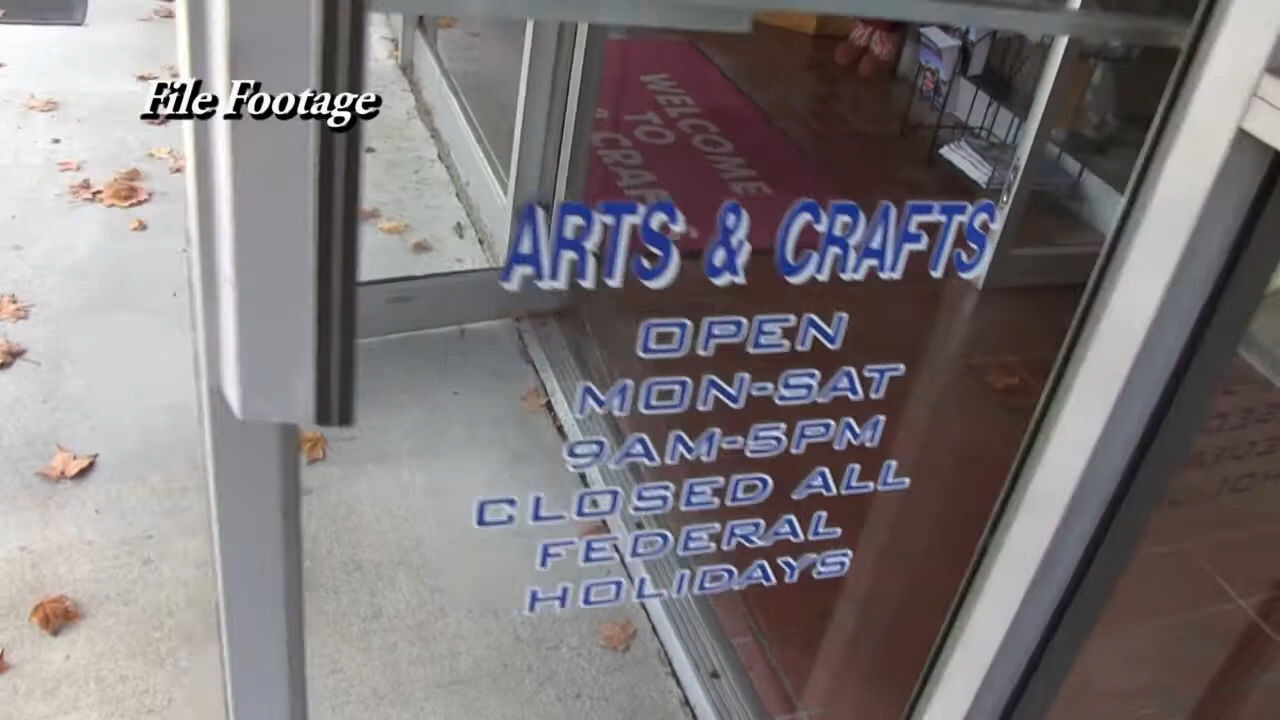 File Footage
WELCOME
TO
ARTS & CRAFTS
OPEN
MON-SAT
9AM-5PM
CLOSED ALL
FEDERAL
HOLIDAYS